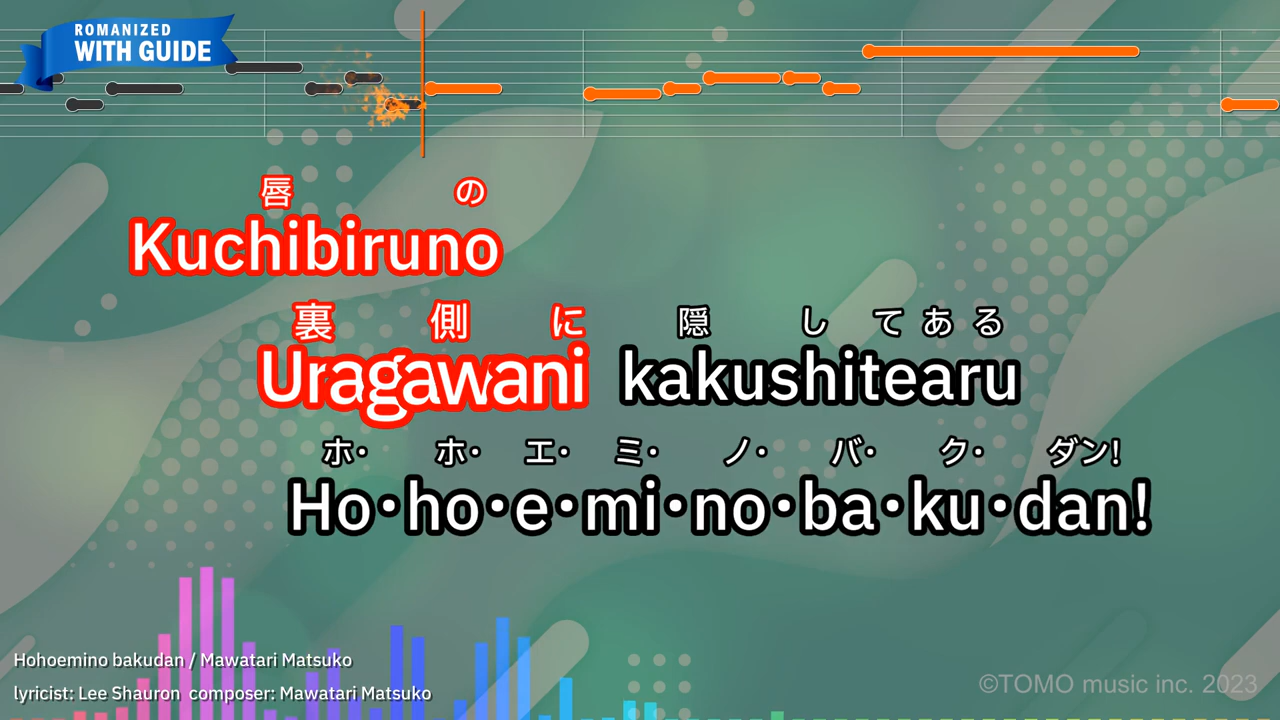 ROMANIZED
WITH GUIDE
唇 の
Kuchibiruno
裏 側 に 隠 し て あ る
Uragawani kakushitearu
ホ・ ホ・ エ・ ミ・ ノ・ バ・ ク・ ダン!
Ho・ho・e・mi・no・ba・ku・dan!
Hohoemino bakudan / Mawatari Matsuko
lyricist: Lee Shauron composer: Mawatari Matsuko
©TOMO music inc. 2023